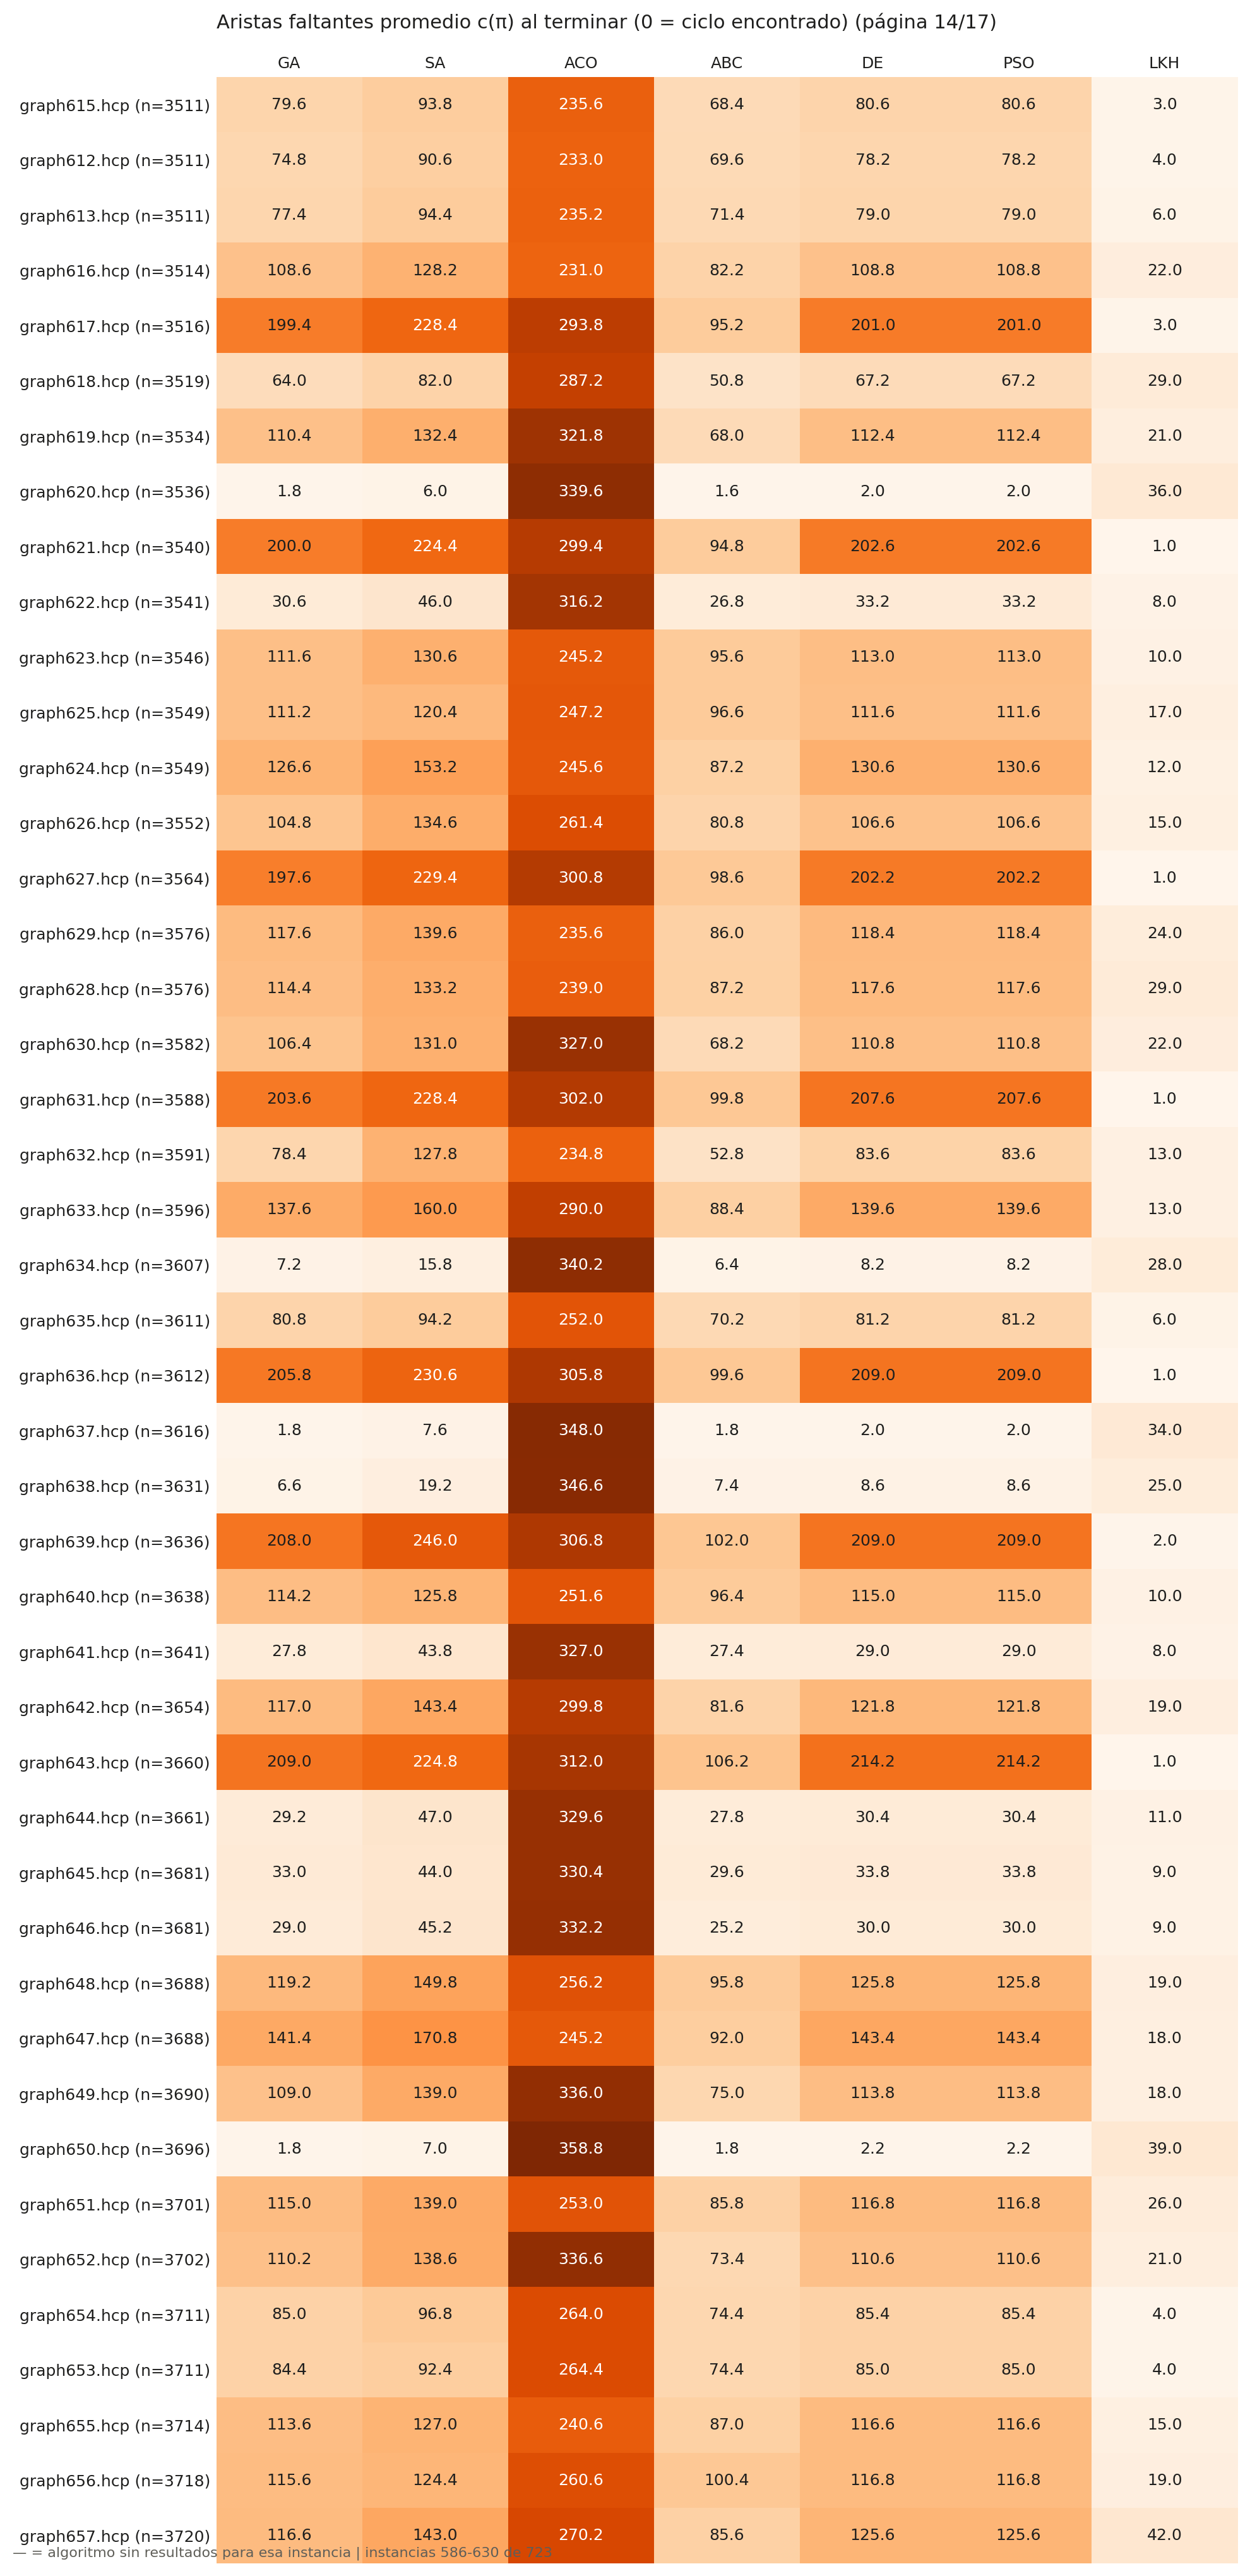 Aristas faltantes promedio c(π) al terminar (0 = ciclo encontrado) (página 14/17)
GA SA ACO ABC DE PSO LKH
graph615.hcp (n=3511) 79.6 93.8 235.6 68.4 80.6 80.6 3.0
graph612.hcp (n=3511) 74.8 90.6 233.0 69.6 78.2 78.2 4.0
graph613.hcp (n=3511) 77.4 94.4 235.2 71.4 79.0 79.0 6.0
graph616.hcp (n=3514) 108.6 128.2 231.0 82.2 108.8 108.8 22.0
graph617.hcp (n=3516) 199.4 228.4 293.8 95.2 201.0 201.0 3.0
graph618.hcp (n=3519) 64.0 82.0 287.2 50.8 67.2 67.2 29.0
graph619.hcp (n=3534) 110.4 132.4 321.8 68.0 112.4 112.4 21.0
graph620.hcp (n=3536) 1.8 6.0 339.6 1.6 2.0 2.0 36.0
graph621.hcp (n=3540) 200.0 224.4 299.4 94.8 202.6 202.6 1.0
graph622.hcp (n=3541) 30.6 46.0 316.2 26.8 33.2 33.2 8.0
graph623.hcp (n=3546) 111.6 130.6 245.2 95.6 113.0 113.0 10.0
graph625.hcp (n=3549) 111.2 120.4 247.2 96.6 111.6 111.6 17.0
graph624.hcp (n=3549) 126.6 153.2 245.6 87.2 130.6 130.6 12.0
graph626.hcp (n=3552) 104.8 134.6 261.4 80.8 106.6 106.6 15.0
graph627.hcp (n=3564) 197.6 229.4 300.8 98.6 202.2 202.2 1.0
graph629.hcp (n=3576) 117.6 139.6 235.6 86.0 118.4 118.4 24.0
graph628.hcp (n=3576) 114.4 133.2 239.0 87.2 117.6 117.6 29.0
graph630.hcp (n=3582) 106.4 131.0 327.0 68.2 110.8 110.8 22.0
graph631.hcp (n=3588) 203.6 228.4 302.0 99.8 207.6 207.6 1.0
graph632.hcp (n=3591) 78.4 127.8 234.8 52.8 83.6 83.6 13.0
graph633.hcp (n=3596) 137.6 160.0 290.0 88.4 139.6 139.6 13.0
graph634.hcp (n=3607) 7.2 15.8 340.2 6.4 8.2 8.2 28.0
graph635.hcp (n=3611) 80.8 94.2 252.0 70.2 81.2 81.2 6.0
graph636.hcp (n=3612) 205.8 230.6 305.8 99.6 209.0 209.0 1.0
graph637.hcp (n=3616) 1.8 7.6 348.0 1.8 2.0 2.0 34.0
graph638.hcp (n=3631) 6.6 19.2 346.6 7.4 8.6 8.6 25.0
graph639.hcp (n=3636) 208.0 246.0 306.8 102.0 209.0 209.0 2.0
graph640.hcp (n=3638) 114.2 125.8 251.6 96.4 115.0 115.0 10.0
graph641.hcp (n=3641) 27.8 43.8 327.0 27.4 29.0 29.0 8.0
graph642.hcp (n=3654) 117.0 143.4 299.8 81.6 121.8 121.8 19.0
graph643.hcp (n=3660) 209.0 224.8 312.0 106.2 214.2 214.2 1.0
graph644.hcp (n=3661) 29.2 47.0 329.6 27.8 30.4 30.4 11.0
graph645.hcp (n=3681) 33.0 44.0 330.4 29.6 33.8 33.8 9.0
graph646.hcp (n=3681) 29.0 45.2 332.2 25.2 30.0 30.0 9.0
graph648.hcp (n=3688) 119.2 149.8 256.2 95.8 125.8 125.8 19.0
graph647.hcp (n=3688) 141.4 170.8 245.2 92.0 143.4 143.4 18.0
graph649.hcp (n=3690) 109.0 139.0 336.0 75.0 113.8 113.8 18.0
graph650.hcp (n=3696) 1.8 7.0 358.8 1.8 2.2 2.2 39.0
graph651.hcp (n=3701) 115.0 139.0 253.0 85.8 116.8 116.8 26.0
graph652.hcp (n=3702) 110.2 138.6 336.6 73.4 110.6 110.6 21.0
graph654.hcp (n=3711) 85.0 96.8 264.0 74.4 85.4 85.4 4.0
graph653.hcp (n=3711) 84.4 92.4 264.4 74.4 85.0 85.0 4.0
graph655.hcp (n=3714) 113.6 127.0 240.6 87.0 116.6 116.6 15.0
graph656.hcp (n=3718) 115.6 124.4 260.6 100.4 116.8 116.8 19.0
graph657.hcp (n=3720) 116.6 143.0 270.2 85.6 125.6 125.6 42.0
— = algoritmo sin resultados para esa instancia | instancias 586-630 de 723